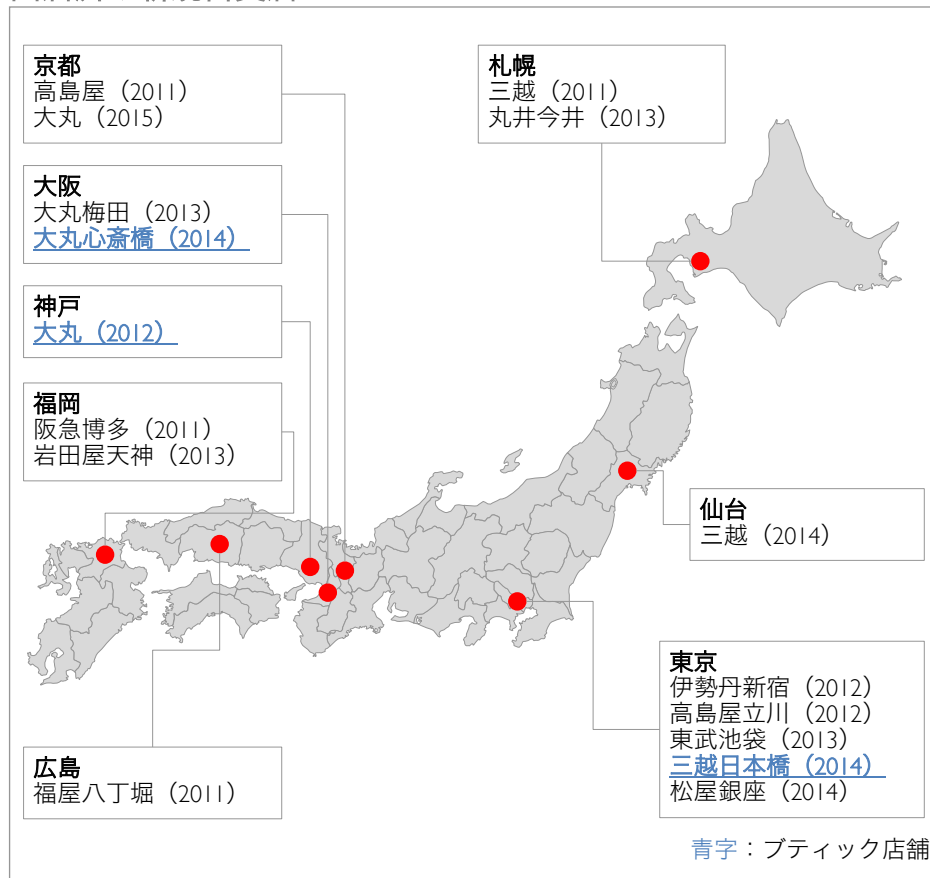 京都
高島屋（2011）
大丸（2015）
大阪
大丸梅田（2013）
大丸心斎橋（2014）
神戸
大丸（2012）
福岡
阪急博多（2011）
岩田屋天神（2013）
広島
福屋八丁堀（2011）
札幌
三越（2011）
丸井今井（2013）
仙台
三越（2014）
東京
伊勢丹新宿（2012）
高島屋立川（2012）
東武池袋（2013）
三越日本橋（2014）
松屋銀座（2014）
青字：ブティック店舗